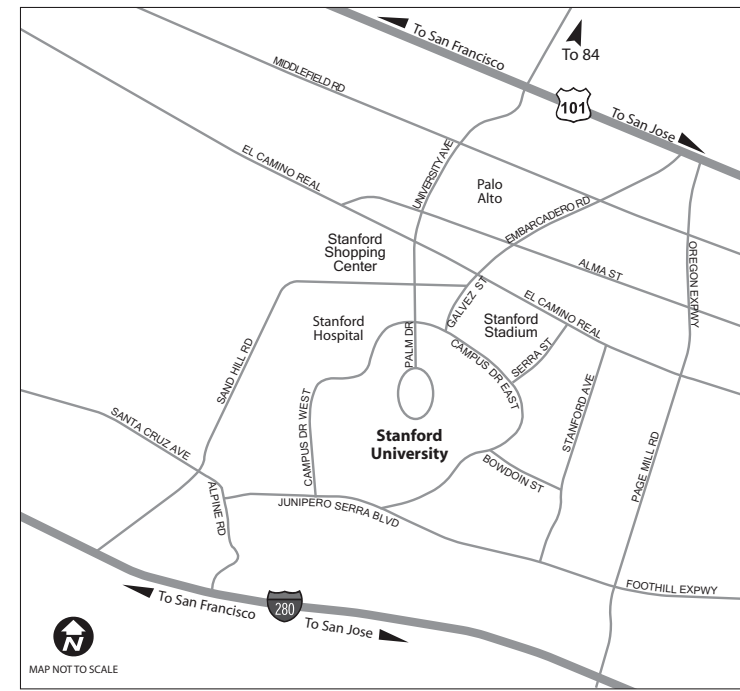 To San Francisco
To 84
MIDDLEFIELD RD
101
To San Jose
EL CAMINO REAL
UNIVERSITY AVE
Palo
Alto
EMBARCADERO RD
Stanford
Shopping
Center
ALMA ST
OREGON EXPWY
GALVEZ ST
EL CAMINO REAL
Stanford
Hospital
Stanford
Stadium
PALM DR
SAND HILL RD
CAMPUS DR EAST
SERRA ST
STANFORD AVE
CAMPUS DR WEST
SANTA CRUZ AVE
Stanford
University
PAGE MILL RD
BOWDOIN ST
ALPINE RD
JUNIPERO SERRA BLVD
FOOTHILL EXPWY
To San Francisco
280
To San Jose
N
MAP NOT TO SCALE